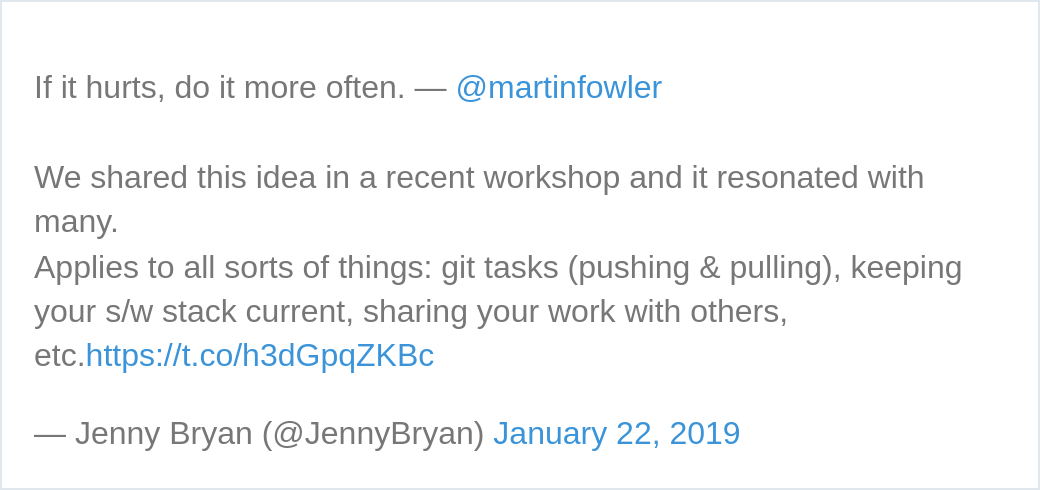 If it hurts, do it more often. — @martinfowler
We shared this idea in a recent workshop and it resonated with
many.
Applies to all sorts of things: git tasks (pushing & pulling), keeping
your s/w stack current, sharing your work with others,
etc.https://t.co/h3dGpqZKBc
— Jenny Bryan (@JennyBryan) January 22, 2019